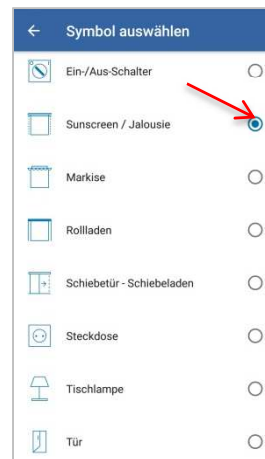 Symbol auswählen
Ein-/Aus-Schalter
Sunscreen / Jalousie
Markise
Rollladen
Schiebetür - Schiebeladen
Steckdose
Tischlampe
Tür